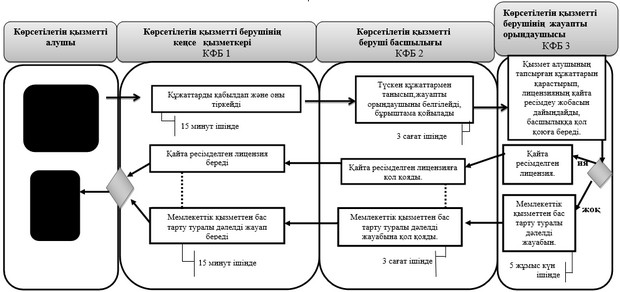 Көрсетілетін қызметті
алушы
Көрсетілетін қызметті берушінің
кеңсе қызметкері
КФБ 1
Көрсетілетін қызметті
беруші басшылығы
КФБ 2
Көрсетілетін қызметті
берушінің жауапты
орындаушысы
КФБ 3
Құжаттарды қабылдап және оны
тіркейді
15 минут ішінде
Түскен құжаттармен
танысып,жауапты
орындаушыны белгілейді,
бұрыштама қойылады
3 сағат ішінде
Қызмет алушының
тапсырған құжаттарын
қарастырып,
лицензияның қайта
ресімдеу жобасын
дайындайды,
басшылыққа қол
қоюға береді.
Қайта ресімделген лицензия
береді
Қайта ресімделген лицензияға
қол қояды.
Қайта
ресімделген
лицензия.
ия
Мемлекеттік қызметтен бас
тарту туралы дәлелді жауап
береді
15 минут ішінде
Мемлекеттік қызметтен бас
тарту туралы дәлелді
жауабына қол қояды.
3 сағат ішінде
Мемлекеттік
қызметтен бас
тарту туралы
дәлелді
жауабын.
жоқ
5 жұмыс күн
ішінде